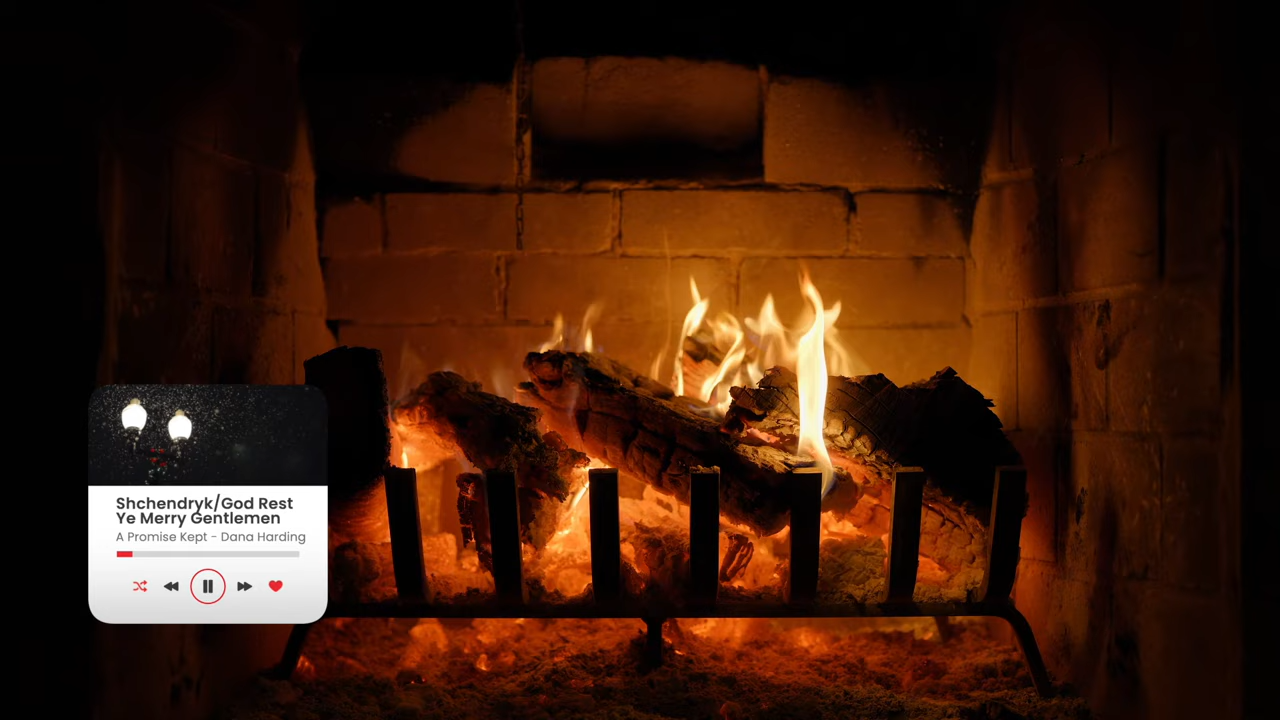 Shchendryk/God Rest
Ye Merry Gentlemen
A Promise Kept - Dana Harding